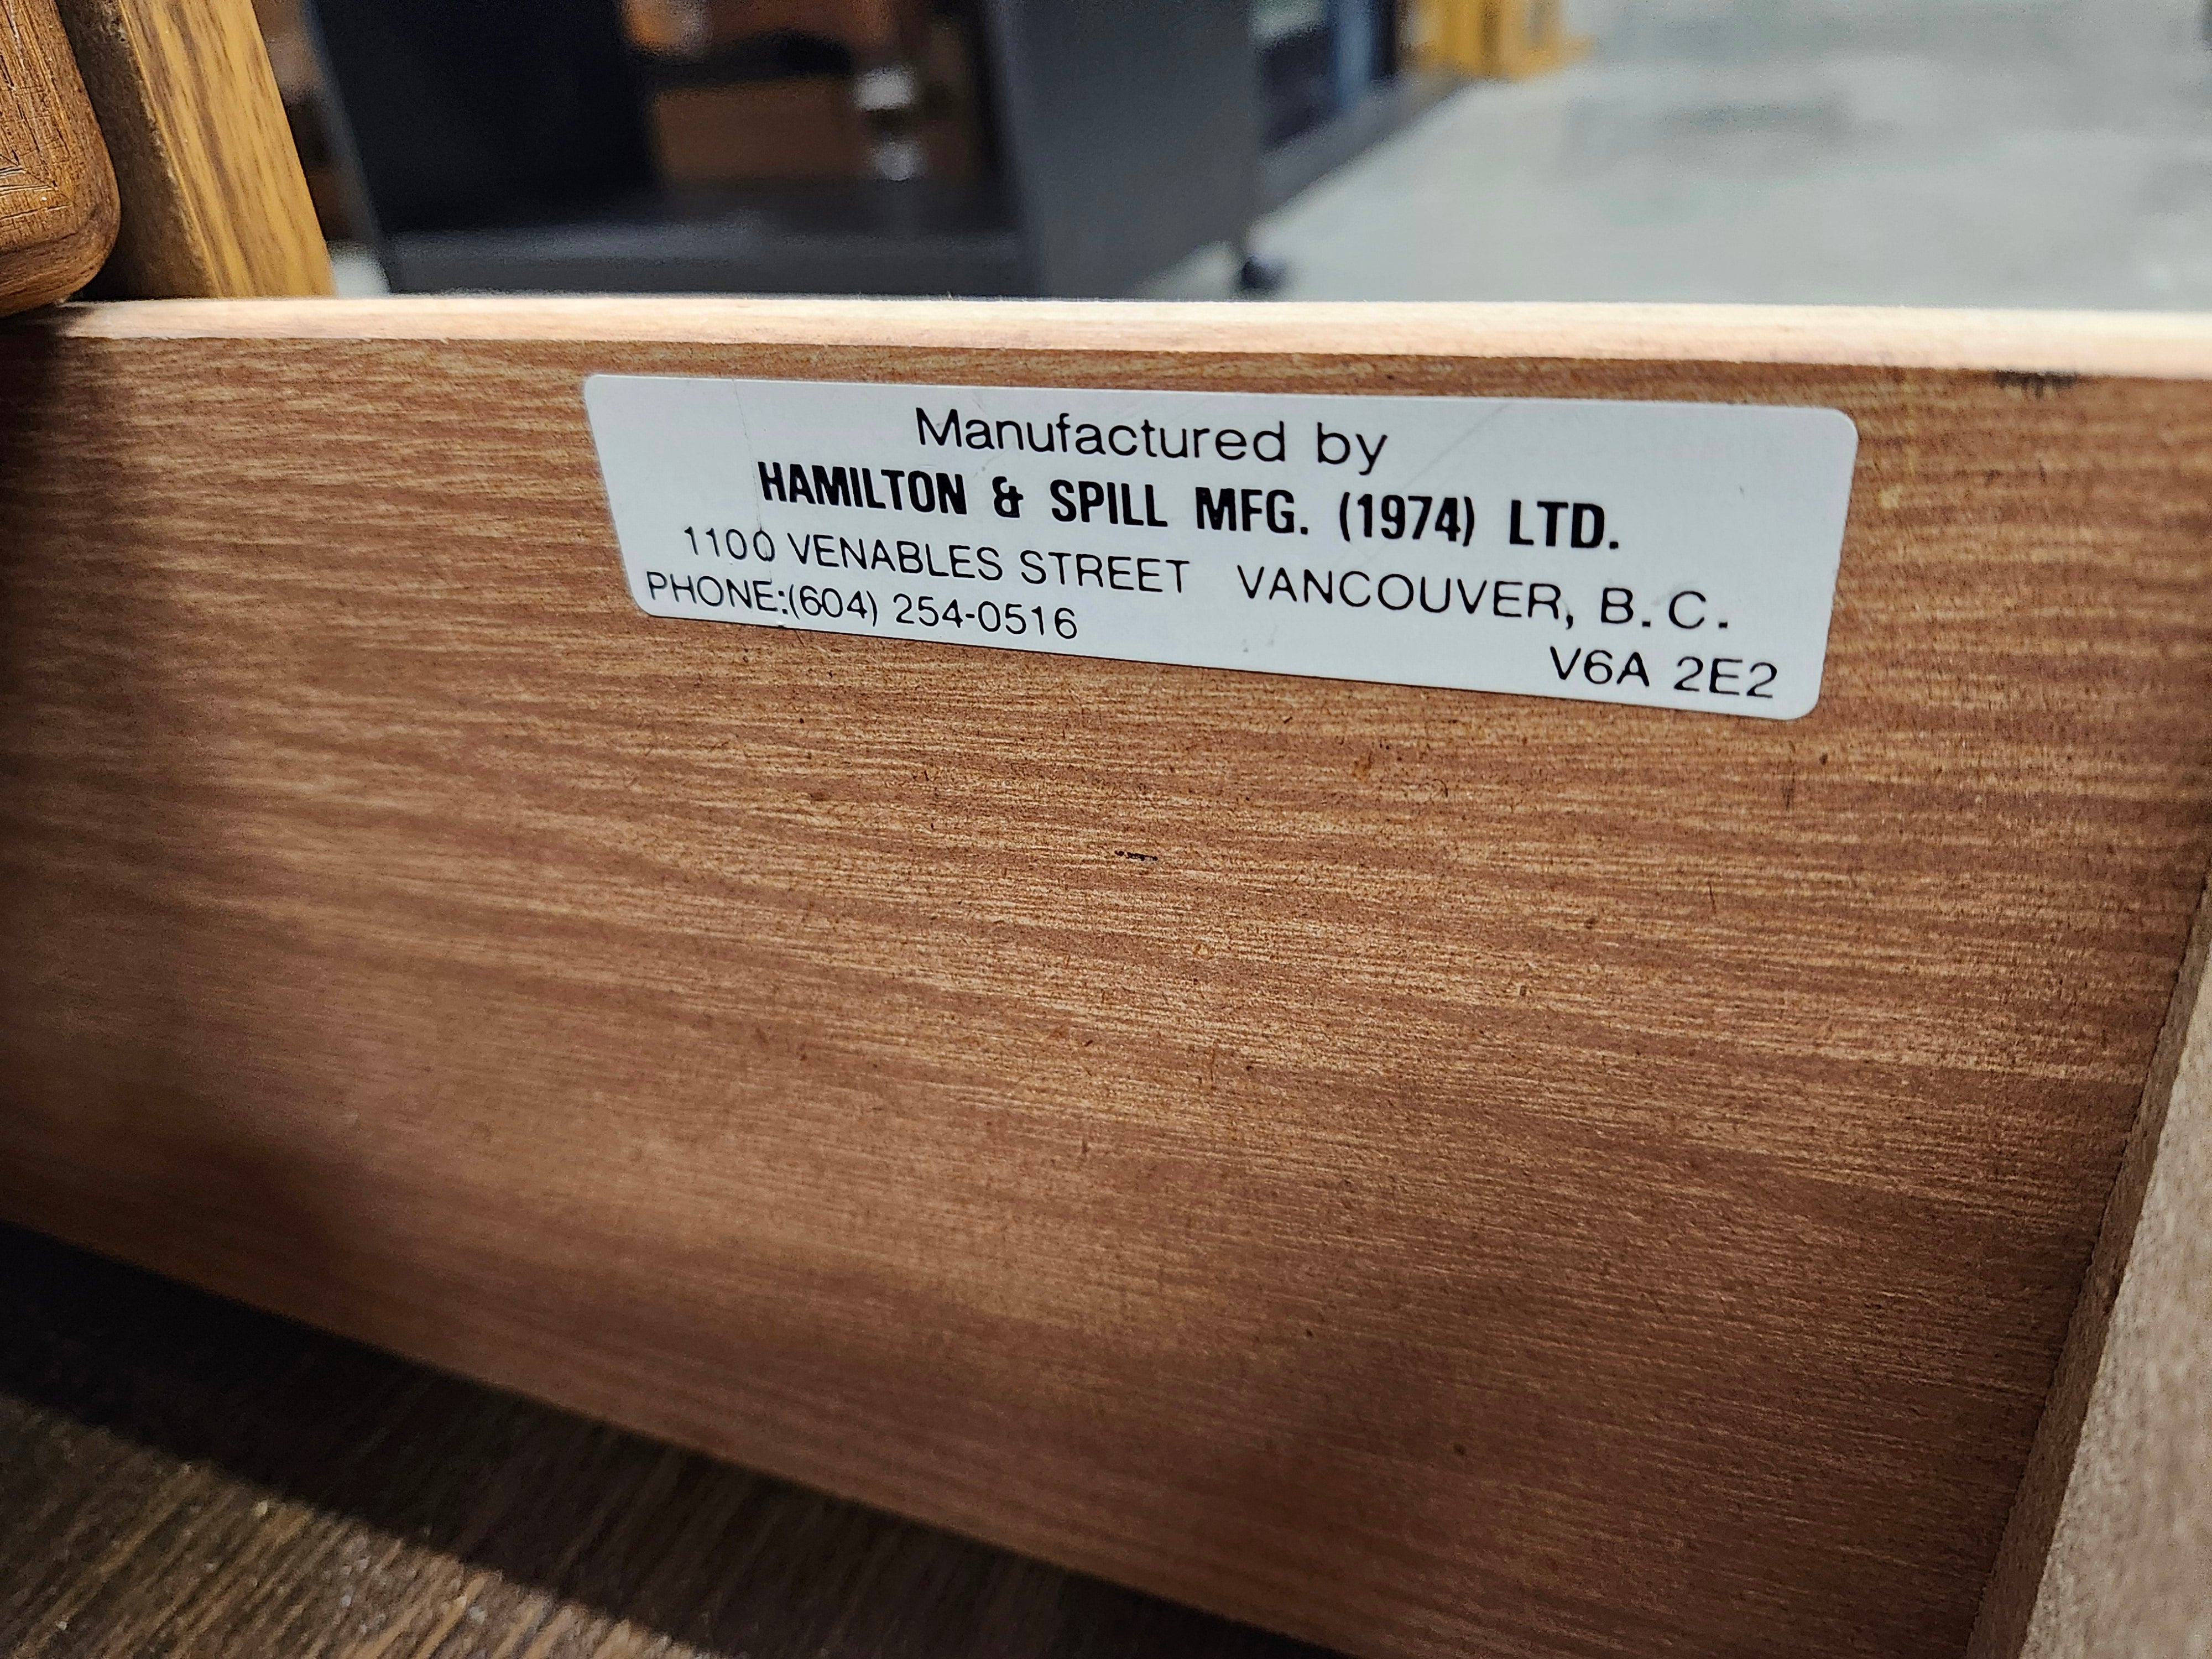 Manufactured by
HAMILTON & SPILL MFG. (1974) LTD.
1100 VENABLES STREET VANCOUVER, B.C.
PHONE:(604) 254-0516
V6A 2E2